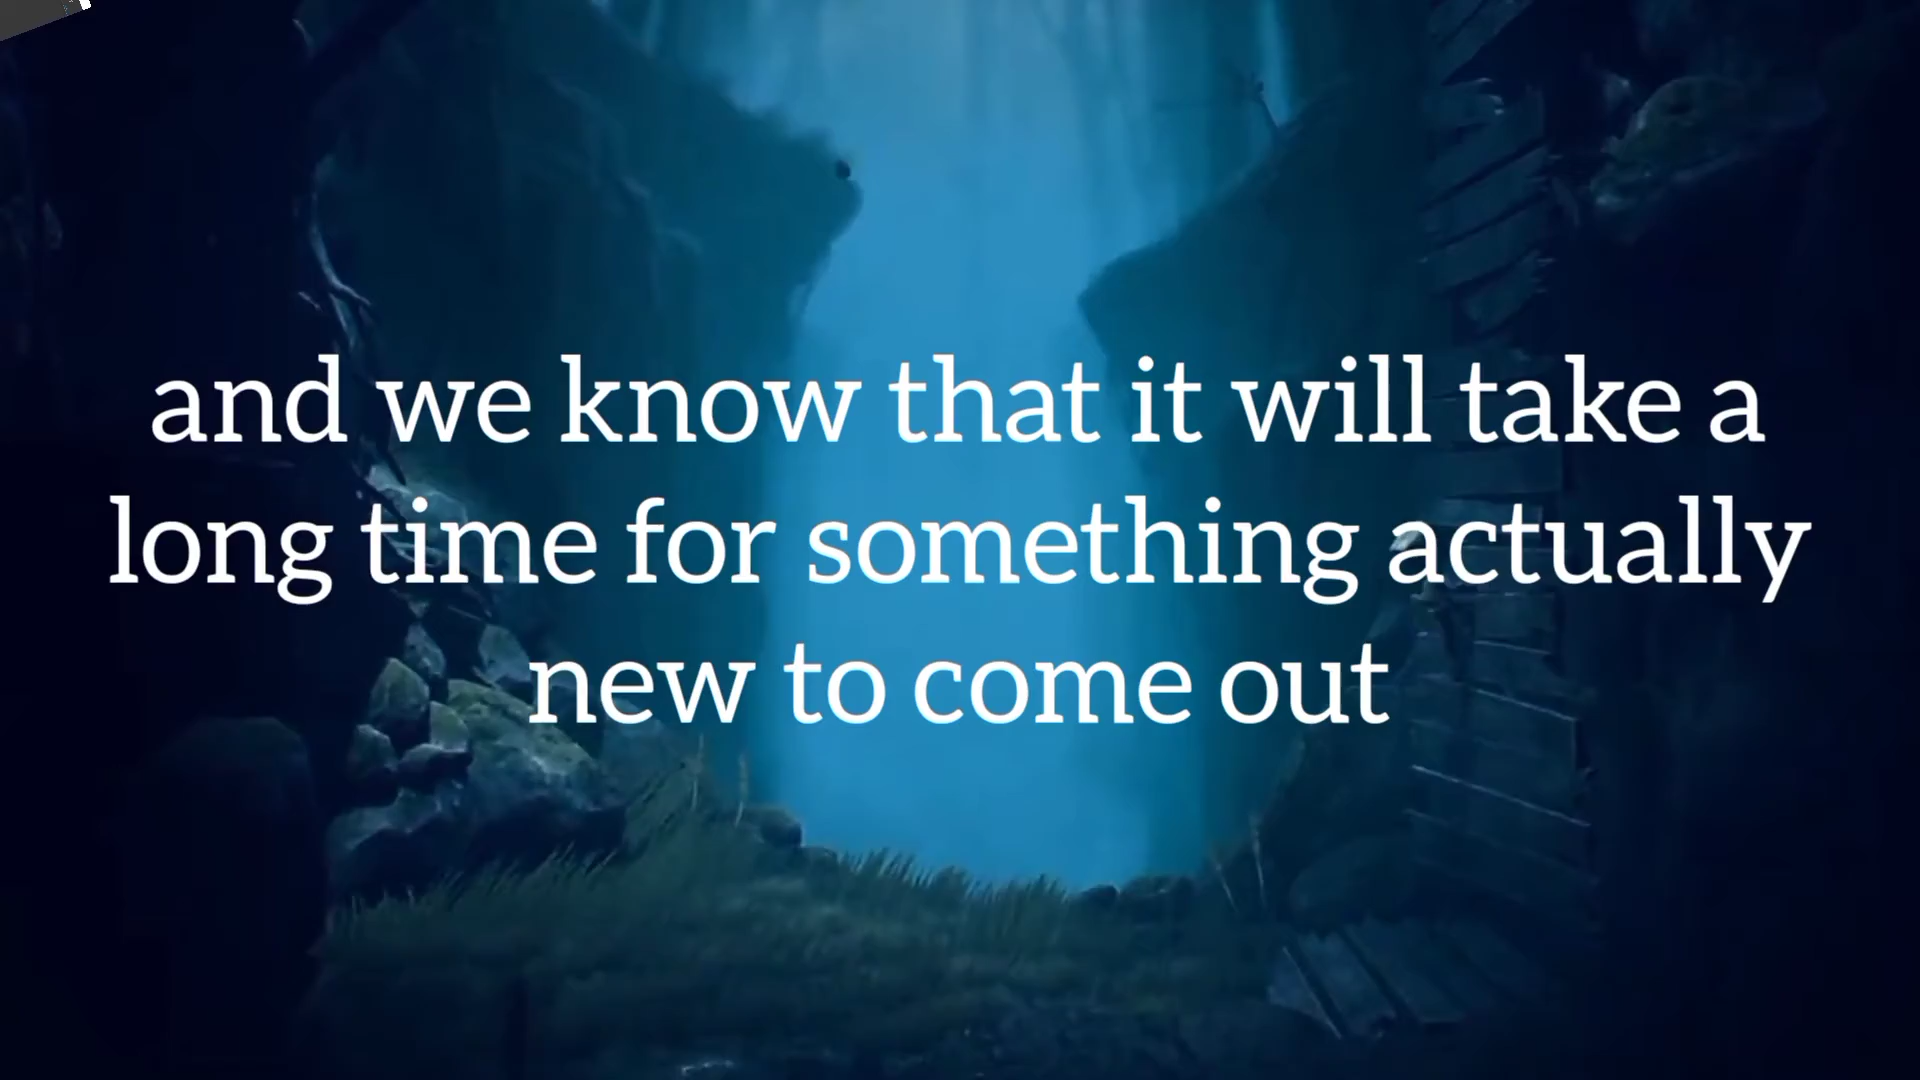 and we know that it will take a
long time for something actually
new to come out